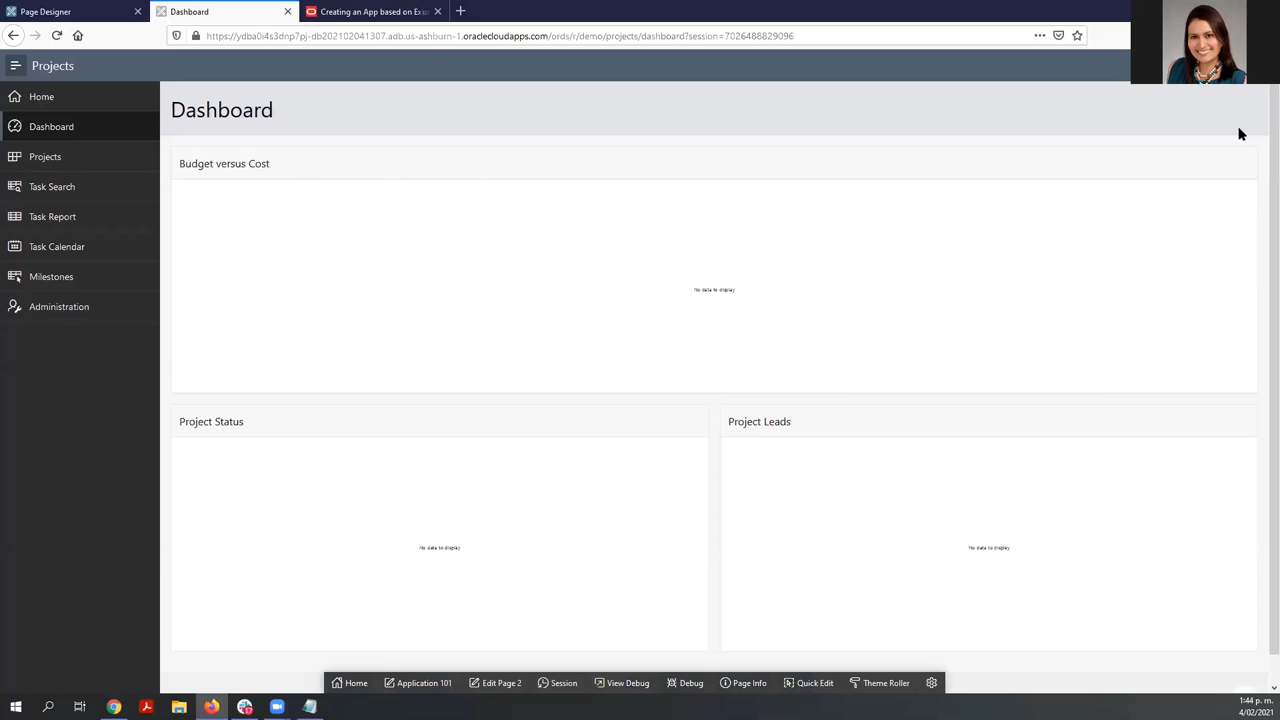 Page Designer
Dashboard
Creating an App based on Exis
https://ydba0i4s3dnp7pj-db202102041307.adb.us-ashburn-1.oraclecloudapps.com/ords/r/demo/projects/dashboard?session=7026488829096
Projects
Home
Dashboard
Projects
Task Search
Task Report
Task Calendar
Milestones
Administration
Dashboard
Budget versus Cost
No data to display
Project Status
No data to display
Project Leads
No data to display
Home
Application 101
Edit Page 2
Session
View Debug
Debug
Page Info
Quick Edit
Theme Roller
1:44 p. m.
4/02/2021